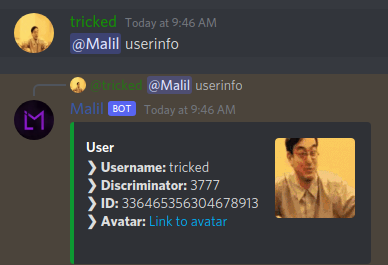 tricked Today at 9:46 AM
@Malil userinfo
@tricked @Malil userinfo
Malil BOT Today at 9:46 AM
User
❯ Username: tricked
❯ Discriminator: 3777
❯ ID: 336465356304678913
❯ Avatar: Link to avatar